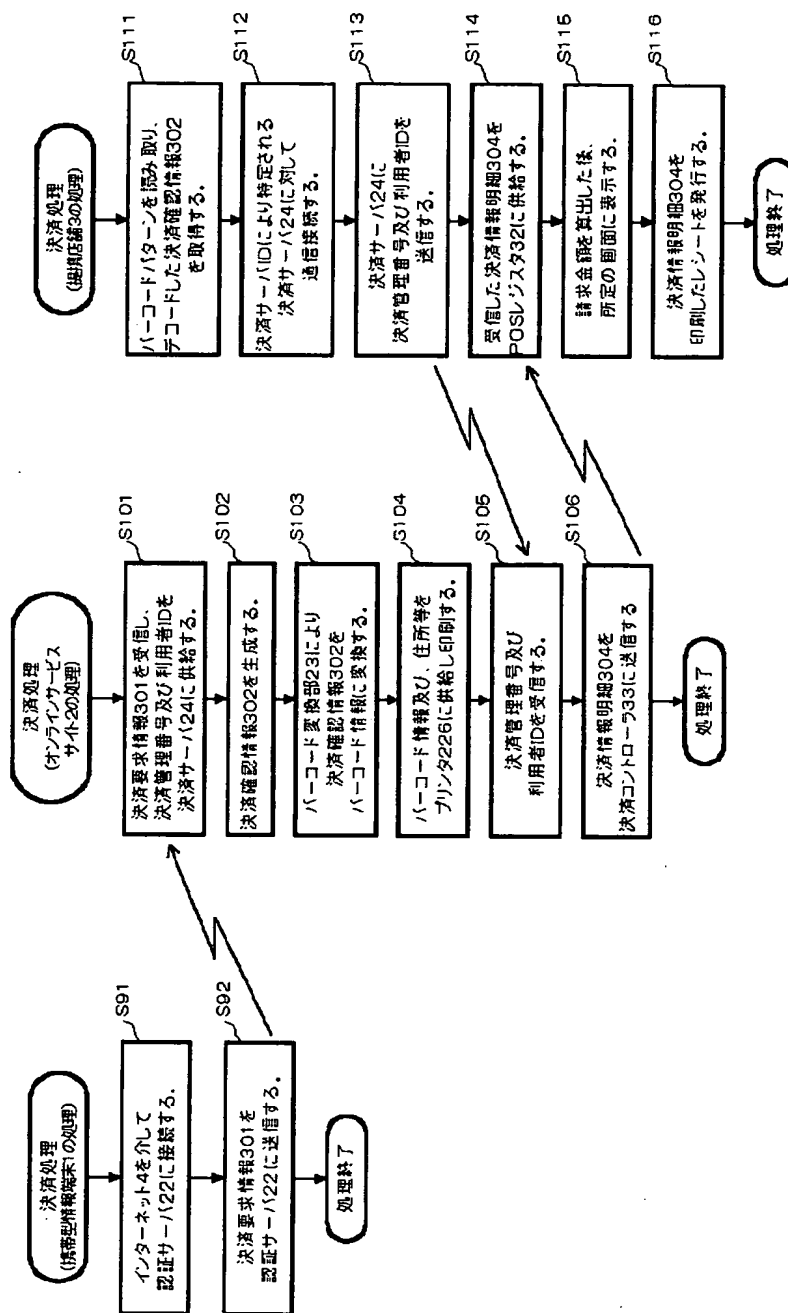 決済処理
(携帯型情報端末1の処理)
S91
インターネット4を介して
認証サーバ22に接続する。
S92
決済要求情報301を
認証サーバ22に送信する。
処理終了
決済処理
(オンラインサービス
サイト2の処理)
S101
決済要求情報301を受信し、
決済管理番号及び利用者IDを
決済サーバ24に供給する。
S102
決済確認情報302を生成する。
S103
バーコード変換部23により
決済確認情報302を
バーコード情報に変換する。
S104
バーコード情報及び、住所等を
プリンタ226に供給し印刷する。
S105
決済管理番号及び
利用者IDを受信する。
S106
決済情報明細304を
決済コントローラ33に送信する
処理終了
決済処理
(提携店舗3の処理)
S111
バーコードパターンを読み取り、
デコードした決済確認情報302
を取得する。
S112
決済サーバIDにより特定される
決済サーバ24に対して
通信接続する。
S113
決済サーバ24に
決済管理番号及び利用者IDを
送信する。
S114
受信した決済情報明細304を
POSレジスタ32に供給する。
S115
請求金額を算出した後、
所定の画面に表示する。
S116
決済情報明細304を
印刷したレシートを発行する。
処理終了